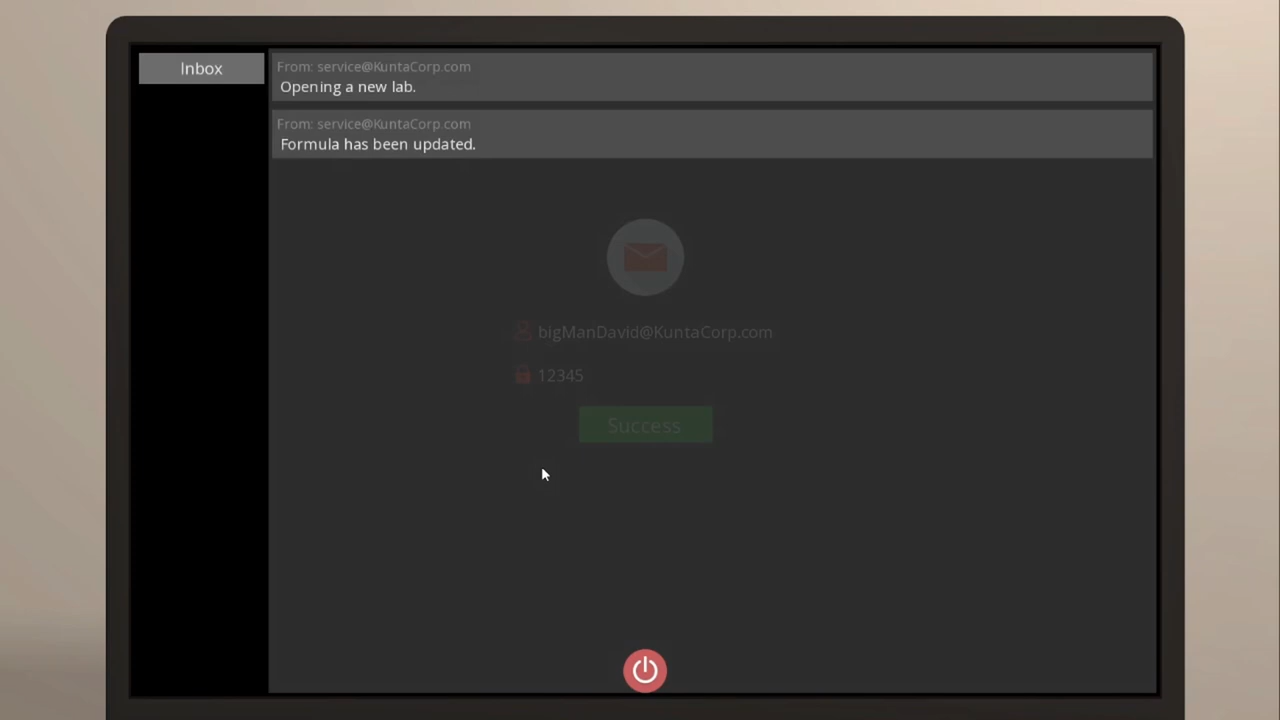 Inbox
From: service@KuntaCorp.com
Opening a new lab.
From: service@KuntaCorp.com
Formula has been updated.
bigManDavid@KuntaCorp.com
12345
Success